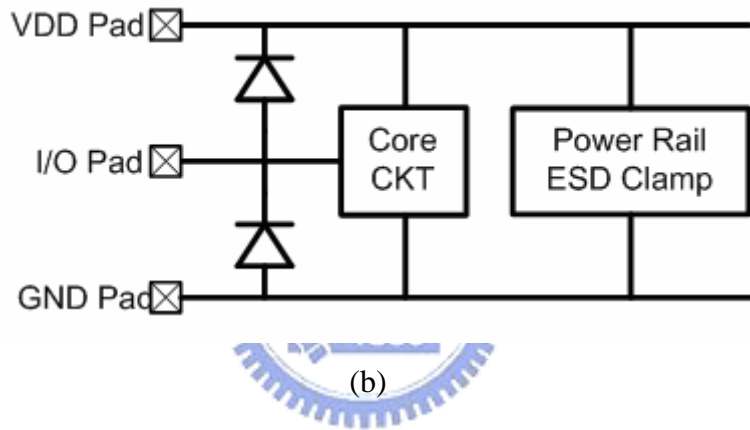 VDD Pad
I/O Pad
GND Pad
Core
CKT
Power Rail
ESD Clamp
(b)